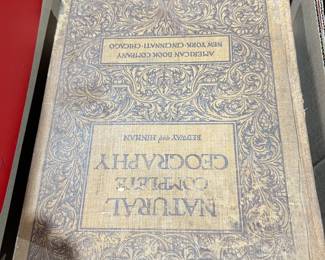 NATURAL
COMPLETE
GEOGRAPHY
REDWAY and HINMAN
AMERICAN BOOK COMPANY
NEW YORK · CINCINNATI · CHICAGO